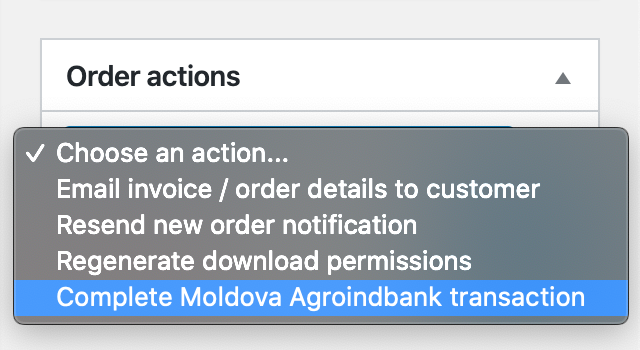 Order actions
Choose an action...
Email invoice / order details to customer
Resend new order notification
Regenerate download permissions
Complete Moldova Agroindbank transaction